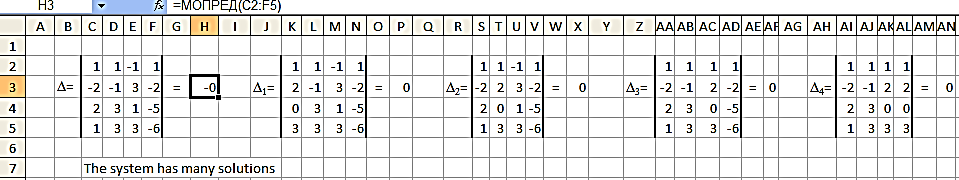 H3 fx =МОПРЕД(C2:F5)
A B C D E F G H I J K L M N O P Q R S T U V W X Y Z AA AB AC AD AE AF AG AH AI AJ AK AL AM AN
1
2 1 1 -1 1 1 1 -1 1 1 1 -1 1 1 1 1 1 1 1 1 1
3 Δ= -2 -1 3 -2 = -0 Δ1= 2 -1 3 -2 = 0 Δ2= -2 2 3 -2 = 0 Δ3= -2 -1 2 -2 = 0 Δ4= -2 -1 2 2 = 0
4 2 3 1 -5 0 3 1 -5 2 0 1 -5 2 3 0 -5 2 3 0 0
5 1 3 3 -6 3 3 3 -6 1 3 3 -6 1 3 3 -6 1 3 3 3
6
7 The system has many solutions